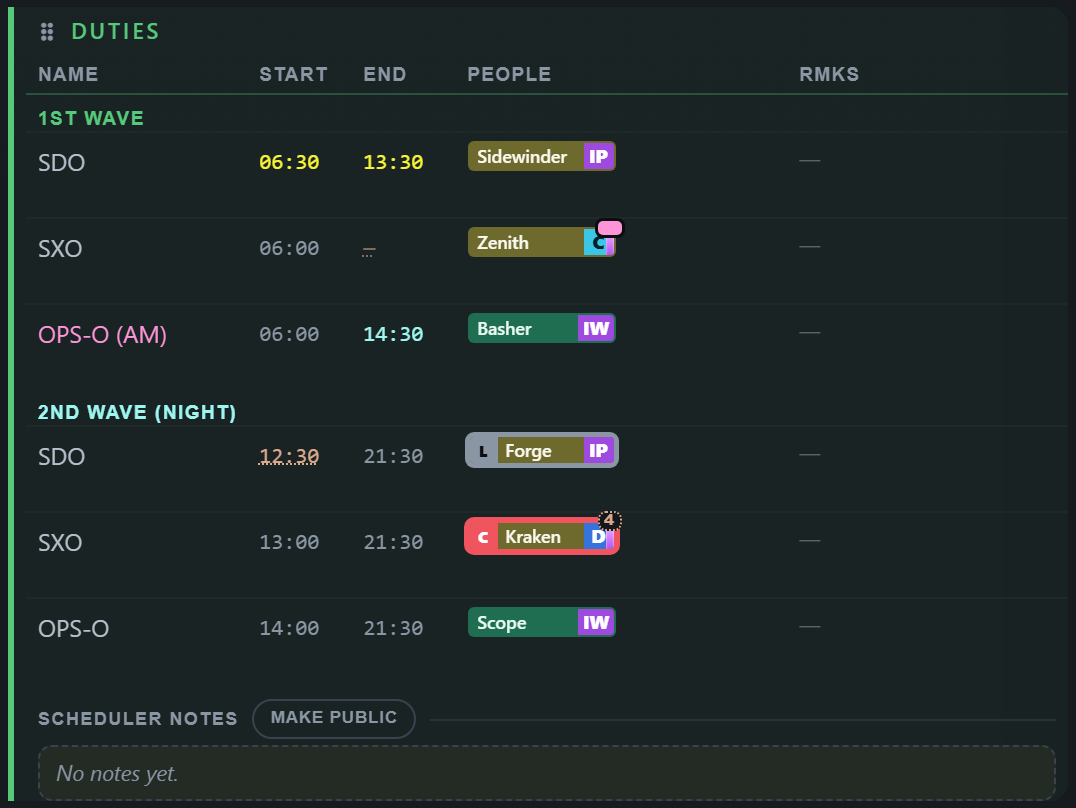 DUTIES
NAME START END PEOPLE RMKS
1ST WAVE
SDO 06:30 13:30 Sidewinder IP —
SXO 06:00 — Zenith C —
OPS-O (AM) 06:00 14:30 Basher IW —
2ND WAVE (NIGHT)
SDO 12:30 21:30 L Forge IP —
4
SXO 13:00 21:30 C Kraken D —
OPS-O 14:00 21:30 Scope IW —
SCHEDULER NOTES MAKE PUBLIC
No notes yet.